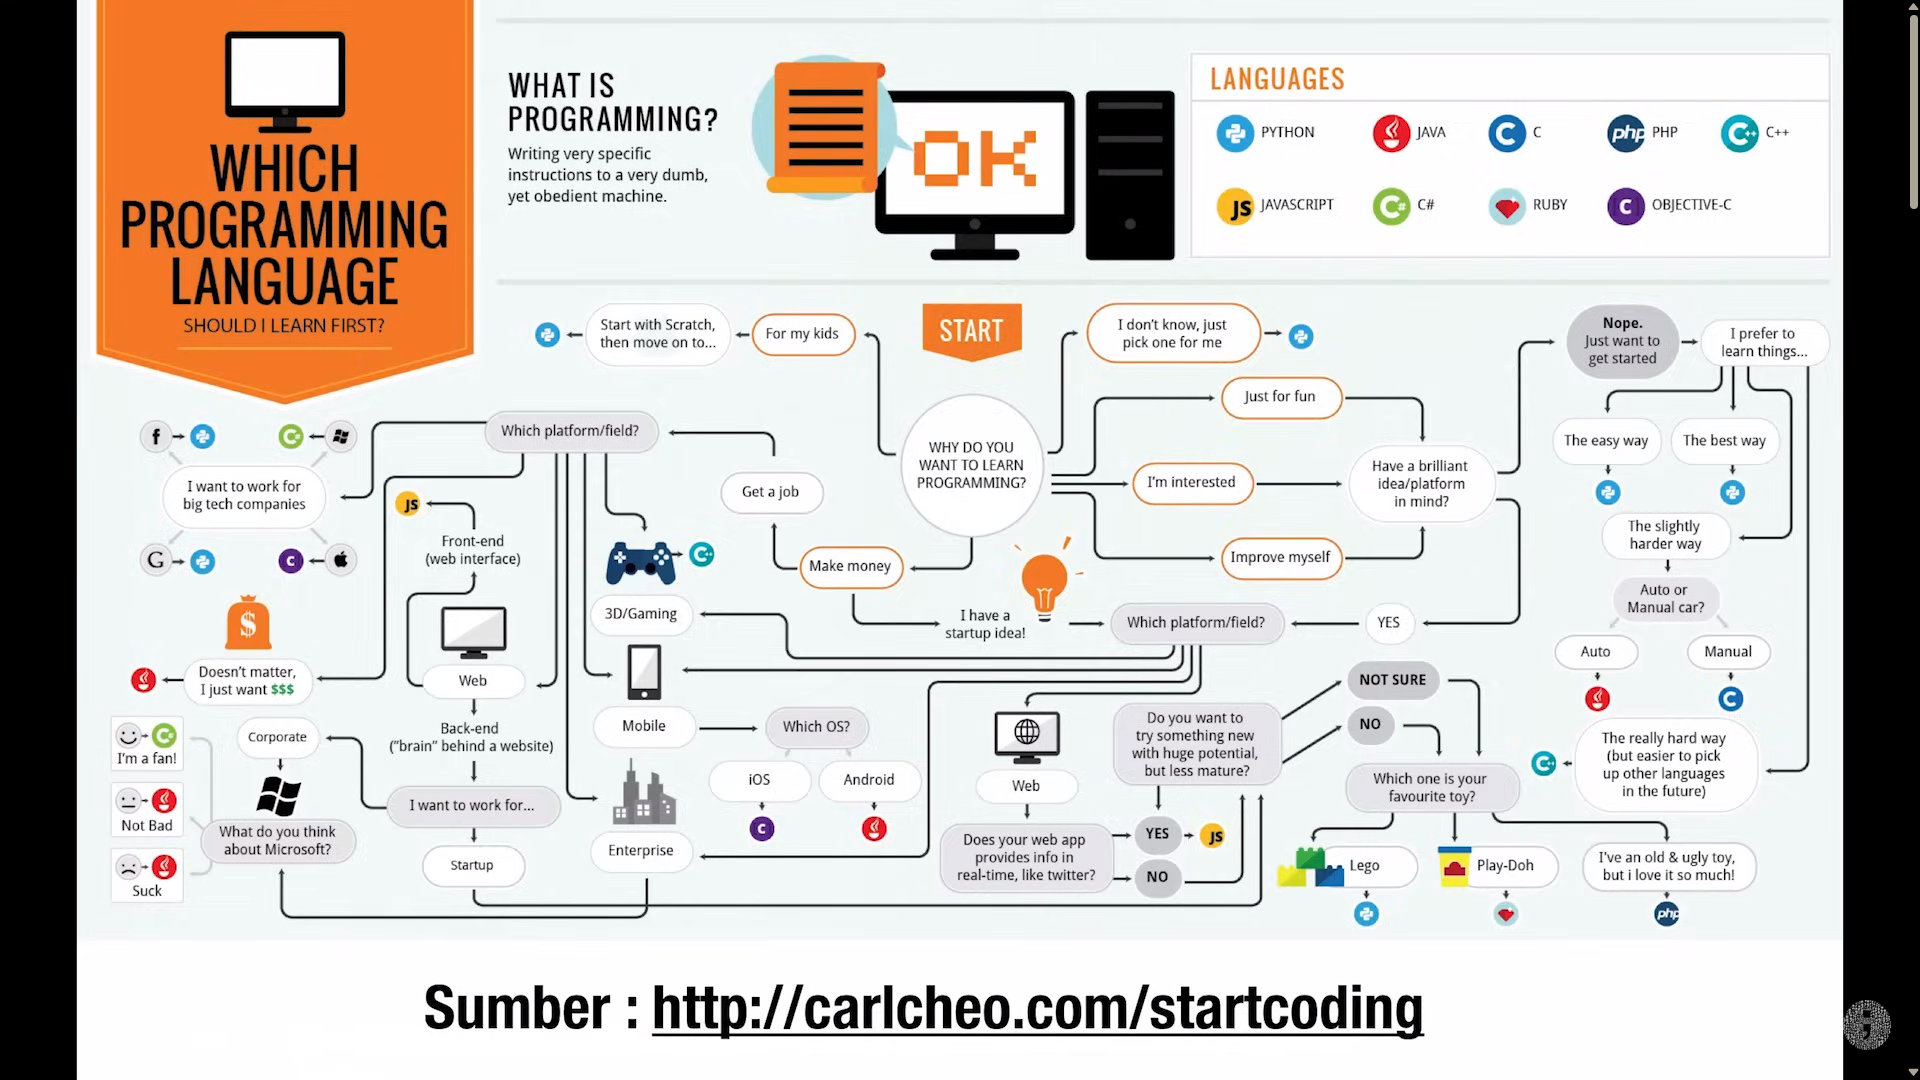 WHICH
PROGRAMMING
LANGUAGE
SHOULD I LEARN FIRST?
WHAT IS
PROGRAMMING?
Writing very specific
instructions to a very dumb,
yet obedient machine.
OK
LANGUAGES
PYTHON
JAVA
C
C
php
PHP
C++
C++
JS
JAVASCRIPT
C#
C#
RUBY
C
OBJECTIVE-C
START
WHY DO YOU
WANT TO LEARN
PROGRAMMING?
For my kids
Start with Scratch,
then move on to...
I don't know, just
pick one for me
Just for fun
I'm interested
Improve myself
Have a brilliant
idea/platform
in mind?
Nope.
Just want to
get started
I prefer to
learn things...
The easy way
The best way
The slightly
harder way
Auto or
Manual car?
Auto
Manual
C
The really hard way
(but easier to pick
up other languages
in the future)
C++
YES
Which platform/field?
Make money
I have a
startup idea!
Get a job
Which platform/field?
I want to work for
big tech companies
f
C#
G
C
Doesn't matter,
I just want $$$
$
JS
Front-end
(web interface)
Web
Back-end
("brain" behind a website)
I want to work for...
Corporate
Startup
What do you think
about Microsoft?
C#
I'm a fan!
Not Bad
Suck
C++
3D/Gaming
Mobile
Which OS?
iOS
Android
C
Enterprise
Web
Does your web app
provides info in
real-time, like twitter?
YES
JS
NO
Do you want to
try something new
with huge potential,
but less mature?
NOT SURE
NO
Which one is your
favourite toy?
Lego
Play-Doh
I've an old & ugly toy,
but i love it so much!
php
Sumber : http://carlcheo.com/startcoding